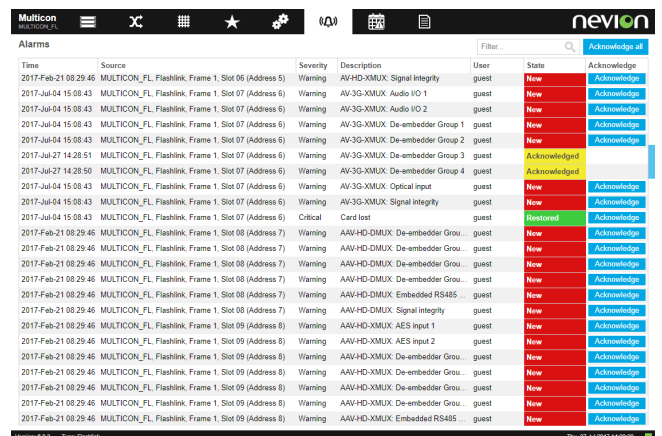 Multicon
MULTICON_FL
nevion
Alarms
Filter...
Acknowledge all
Time Source Severity Description User State Acknowledge
2017-Feb-21 08:29:46 MULTICON_FL, Flashlink, Frame 1, Slot 06 (Address 5) Warning AV-HD-XMUX: Signal integrity guest New Acknowledge
2017-Jul-04 15:08:43 MULTICON_FL, Flashlink, Frame 1, Slot 07 (Address 6) Warning AV-3G-XMUX: Audio I/O 1 guest New Acknowledge
2017-Jul-04 15:08:43 MULTICON_FL, Flashlink, Frame 1, Slot 07 (Address 6) Warning AV-3G-XMUX: Audio I/O 2 guest New Acknowledge
2017-Jul-04 15:08:43 MULTICON_FL, Flashlink, Frame 1, Slot 07 (Address 6) Warning AV-3G-XMUX: De-embedder Group 1 guest New Acknowledge
2017-Jul-04 15:08:43 MULTICON_FL, Flashlink, Frame 1, Slot 07 (Address 6) Warning AV-3G-XMUX: De-embedder Group 2 guest New Acknowledge
2017-Jul-27 14:28:51 MULTICON_FL, Flashlink, Frame 1, Slot 07 (Address 6) Warning AV-3G-XMUX: De-embedder Group 3 guest Acknowledged
2017-Jul-27 14:28:50 MULTICON_FL, Flashlink, Frame 1, Slot 07 (Address 6) Warning AV-3G-XMUX: De-embedder Group 4 guest Acknowledged
2017-Jul-04 15:08:43 MULTICON_FL, Flashlink, Frame 1, Slot 07 (Address 6) Warning AV-3G-XMUX: Optical input guest New Acknowledge
2017-Jul-04 15:08:43 MULTICON_FL, Flashlink, Frame 1, Slot 07 (Address 6) Warning AV-3G-XMUX: Signal integrity guest New Acknowledge
2017-Jul-04 15:08:43 MULTICON_FL, Flashlink, Frame 1, Slot 07 (Address 6) Critical Card lost guest Restored Acknowledge
2017-Feb-21 08:29:46 MULTICON_FL, Flashlink, Frame 1, Slot 08 (Address 7) Warning AAV-HD-DMUX: De-embedder Grou... guest New Acknowledge
2017-Feb-21 08:29:46 MULTICON_FL, Flashlink, Frame 1, Slot 08 (Address 7) Warning AAV-HD-DMUX: De-embedder Grou... guest New Acknowledge
2017-Feb-21 08:29:46 MULTICON_FL, Flashlink, Frame 1, Slot 08 (Address 7) Warning AAV-HD-DMUX: De-embedder Grou... guest New Acknowledge
2017-Feb-21 08:29:46 MULTICON_FL, Flashlink, Frame 1, Slot 08 (Address 7) Warning AAV-HD-DMUX: De-embedder Grou... guest New Acknowledge
2017-Feb-21 08:29:46 MULTICON_FL, Flashlink, Frame 1, Slot 08 (Address 7) Warning AAV-HD-DMUX: Embedded RS485 ... guest New Acknowledge
2017-Feb-21 08:29:46 MULTICON_FL, Flashlink, Frame 1, Slot 08 (Address 7) Warning AAV-HD-DMUX: Signal integrity guest New Acknowledge
2017-Feb-21 08:29:46 MULTICON_FL, Flashlink, Frame 1, Slot 09 (Address 8) Warning AAV-HD-XMUX: AES input 1 guest New Acknowledge
2017-Feb-21 08:29:46 MULTICON_FL, Flashlink, Frame 1, Slot 09 (Address 8) Warning AAV-HD-XMUX: AES input 2 guest New Acknowledge
2017-Feb-21 08:29:46 MULTICON_FL, Flashlink, Frame 1, Slot 09 (Address 8) Warning AAV-HD-XMUX: De-embedder Grou... guest New Acknowledge
2017-Feb-21 08:29:46 MULTICON_FL, Flashlink, Frame 1, Slot 09 (Address 8) Warning AAV-HD-XMUX: De-embedder Grou... guest New Acknowledge
2017-Feb-21 08:29:46 MULTICON_FL, Flashlink, Frame 1, Slot 09 (Address 8) Warning AAV-HD-XMUX: De-embedder Grou... guest New Acknowledge
2017-Feb-21 08:29:46 MULTICON_FL, Flashlink, Frame 1, Slot 09 (Address 8) Warning AAV-HD-XMUX: De-embedder Grou... guest New Acknowledge
2017-Feb-21 08:29:46 MULTICON_FL, Flashlink, Frame 1, Slot 09 (Address 8) Warning AAV-HD-XMUX: Embedded RS485 ... guest New Acknowledge